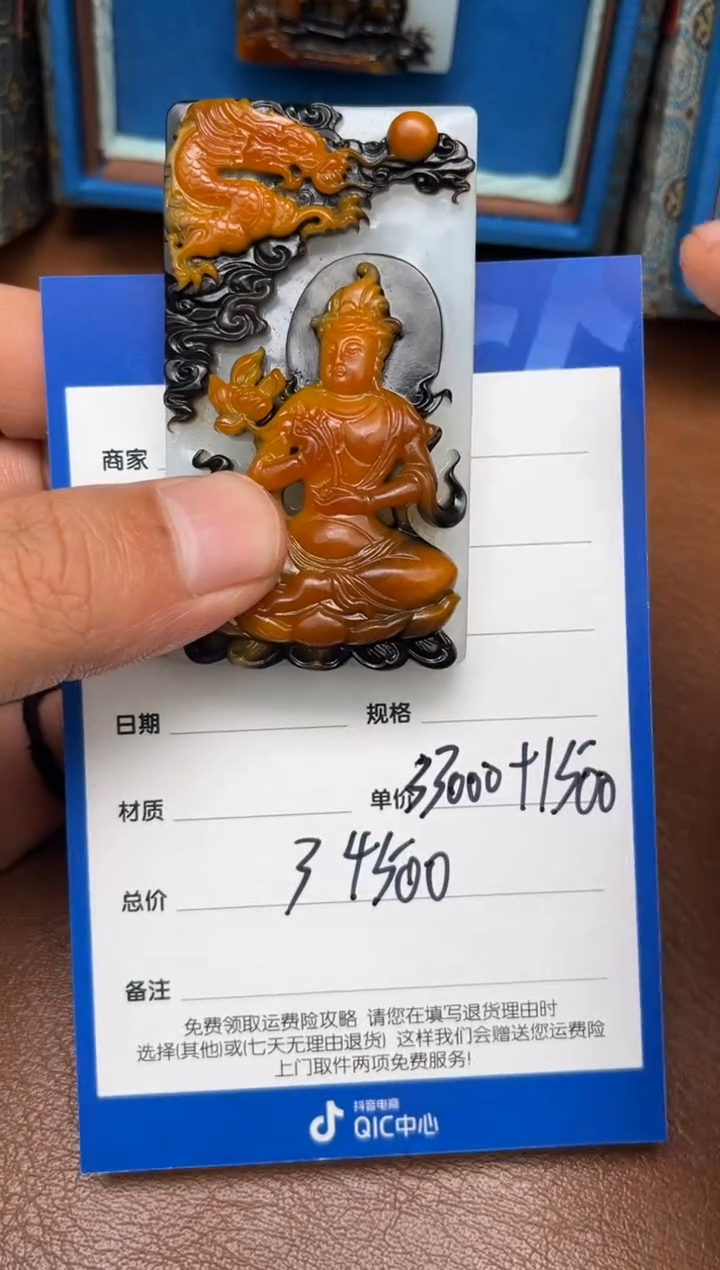 商家
日期 规格
材质 单价 33000+1500
总价 34500
备注
免费领取运费险攻略 请您在填写退货理由时
选择(其他)或(七天无理由退货) 这样我们会赠送您运费险
上门取件两项免费服务!
抖音电商
QIC中心